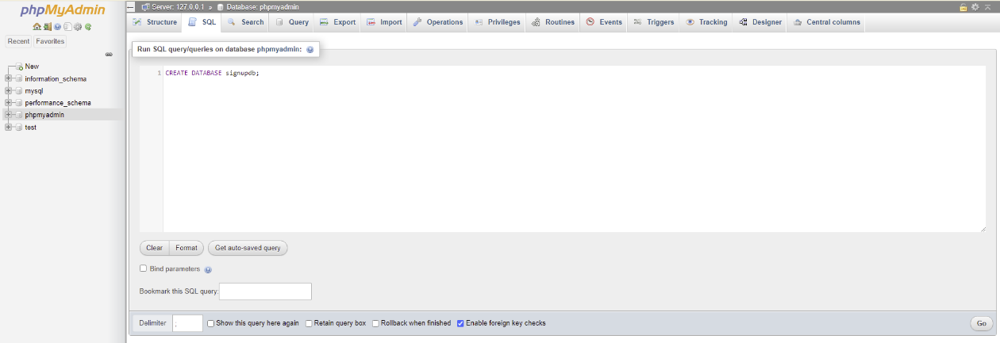 phpMyAdmin
Recent Favorites
New
information_schema
mysql
performance_schema
phpmyadmin
test
Server: 127.0.0.1 » Database: phpmyadmin
Structure SQL Search Query Export Import Operations Privileges Routines Events Triggers Tracking Designer Central columns
Run SQL query/queries on database phpmyadmin:
1 CREATE DATABASE signupdb;
Clear Format Get auto-saved query
Bind parameters
Bookmark this SQL query:
Delimiter ; Show this query here again Retain query box Rollback when finished Enable foreign key checks Go